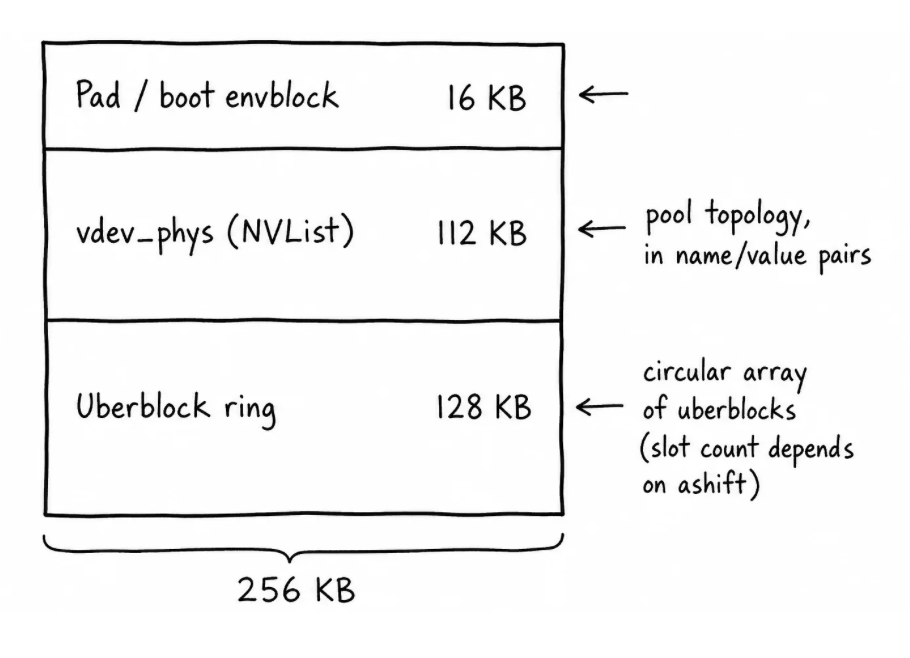 Pad / boot envblock 16 KB
vdev_phys (NVList) 112 KB
pool topology,
in name/value pairs
Uberblock ring 128 KB
circular array
of uberblocks
(slot count depends
on ashift)
256 KB